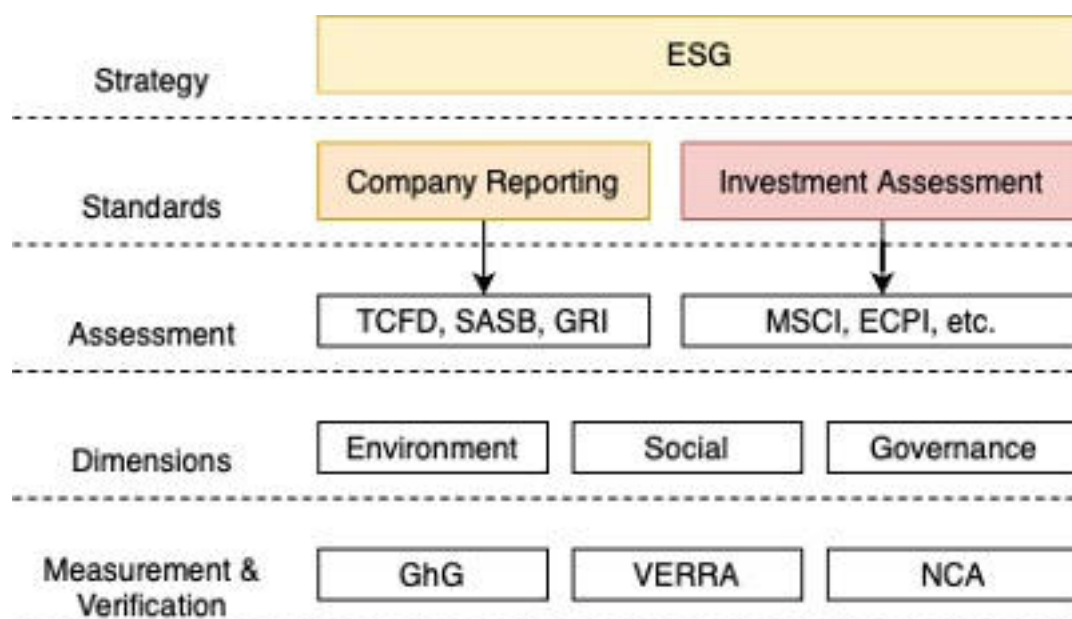 Strategy
ESG
Standards
Company Reporting
Investment Assessment
Assessment
TCFD, SASB, GRI
MSCI, ECPI, etc.
Dimensions
Environment
Social
Governance
Measurement &
Verification
GhG
VERRA
NCA